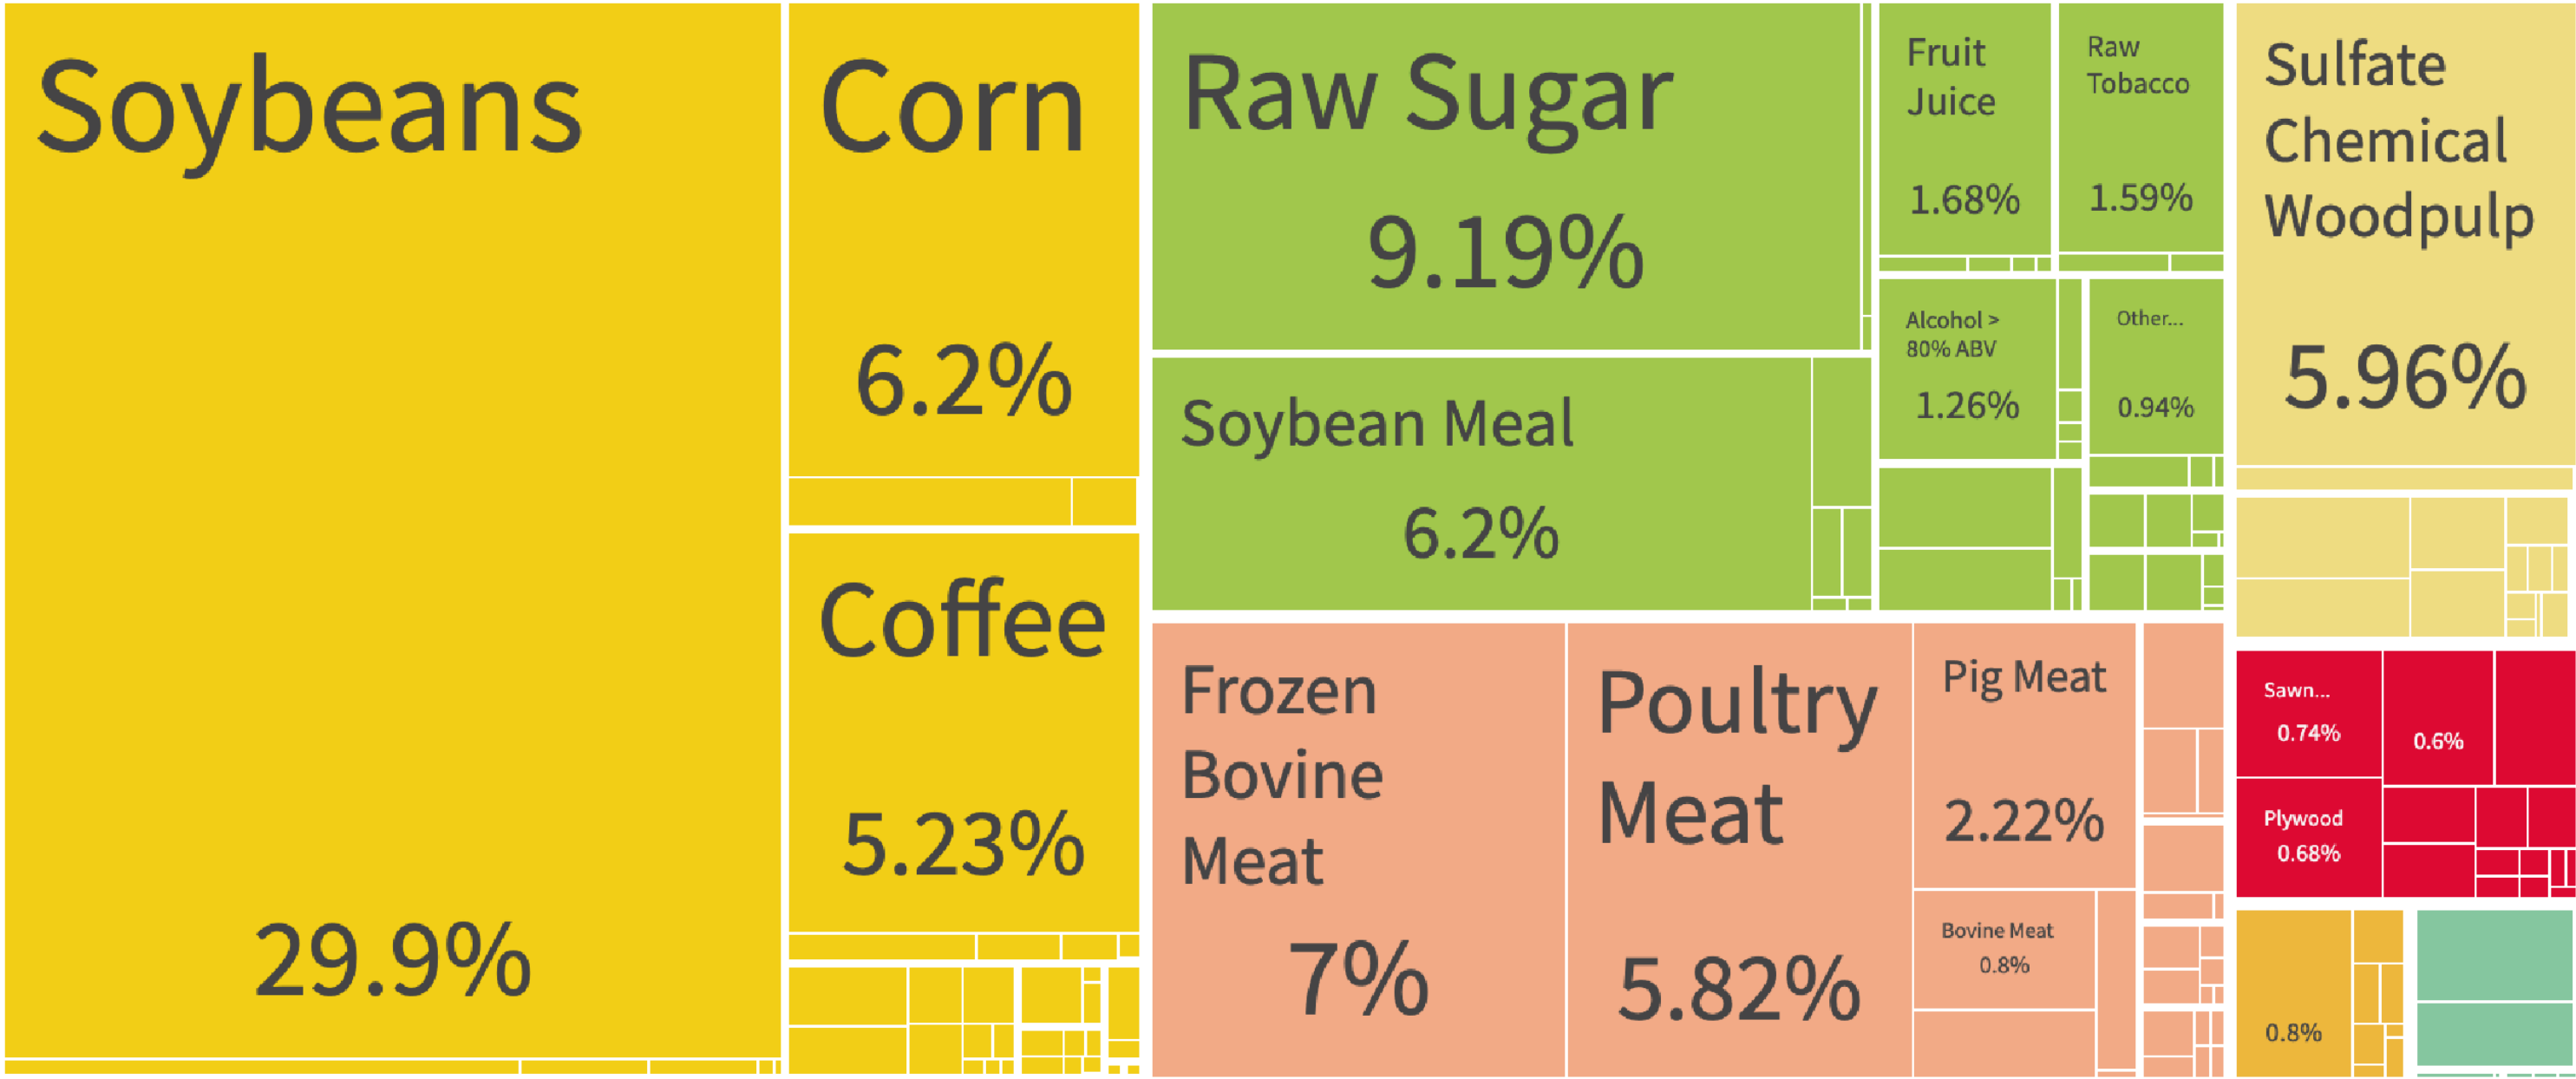 Soybeans
29.9%
Corn
6.2%
Coffee
5.23%
Raw Sugar
9.19%
Soybean Meal
6.2%
Fruit
Juice
1.68%
Raw
Tobacco
1.59%
Alcohol >
80% ABV
1.26%
Other...
0.94%
Frozen
Bovine
Meat
7%
Poultry
Meat
5.82%
Pig Meat
2.22%
Bovine Meat
0.8%
Sulfate
Chemical
Woodpulp
5.96%
Sawn...
0.74%
0.6%
Plywood
0.68%
0.8%